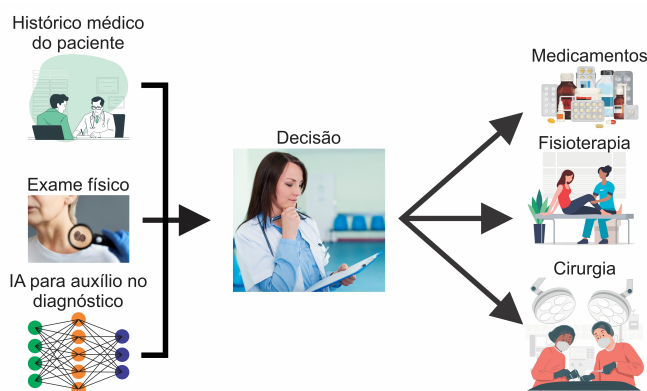 Histórico médico
do paciente
Exame físico
IA para auxílio no
diagnóstico
Decisão
Medicamentos
Fisioterapia
Cirurgia